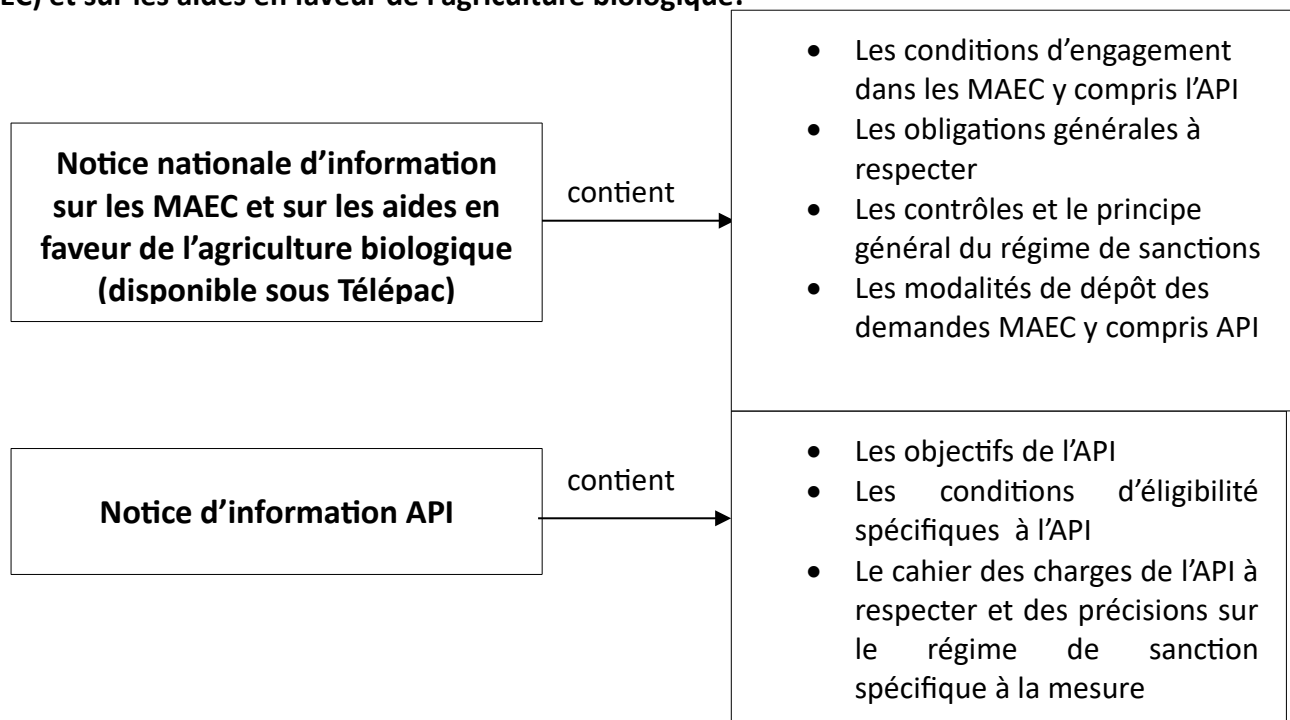 EC) et sur les aides en faveur de l'agriculture biologique.
Notice nationale d'information
sur les MAEC et sur les aides en
faveur de l'agriculture biologique
(disponible sous Télépac)
contient
• Les conditions d'engagement
dans les MAEC y compris l'API
• Les obligations générales à
respecter
• Les contrôles et le principe
général du régime de sanctions
• Les modalités de dépôt des
demandes MAEC y compris API
Notice d'information API
contient
• Les objectifs de l'API
• Les conditions d'éligibilité
spécifiques à l'API
• Le cahier des charges de l'API à
respecter et des précisions sur
le régime de sanction
spécifique à la mesure